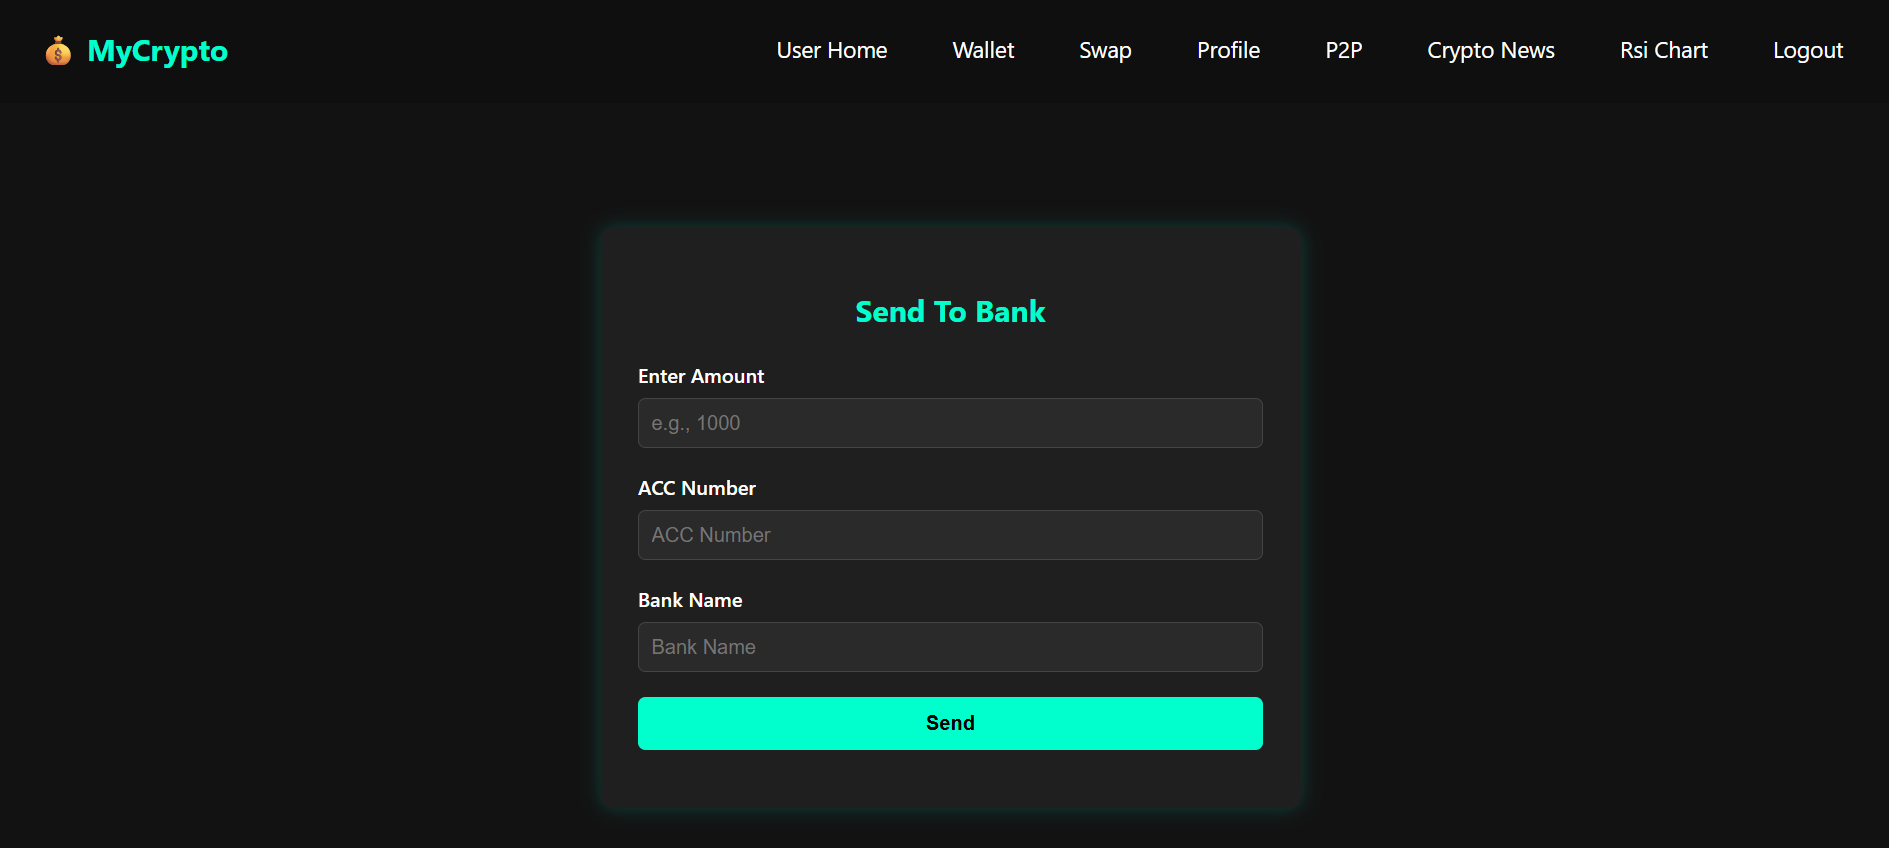 MyCrypto
User Home Wallet Swap Profile P2P Crypto News Rsi Chart Logout
Send To Bank
Enter Amount
e.g., 1000
ACC Number
ACC Number
Bank Name
Bank Name
Send